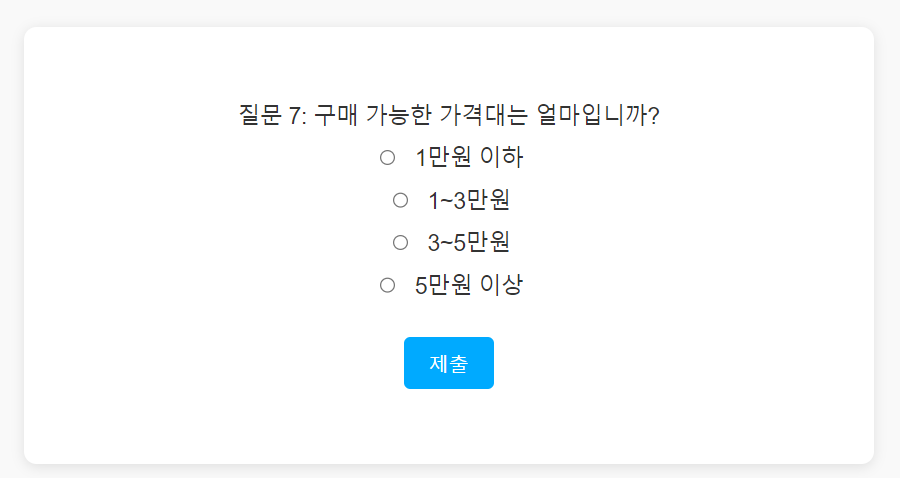 질문 7: 구매 가능한 가격대는 얼마입니까?
1만원 이하
1~3만원
3~5만원
5만원 이상
제출